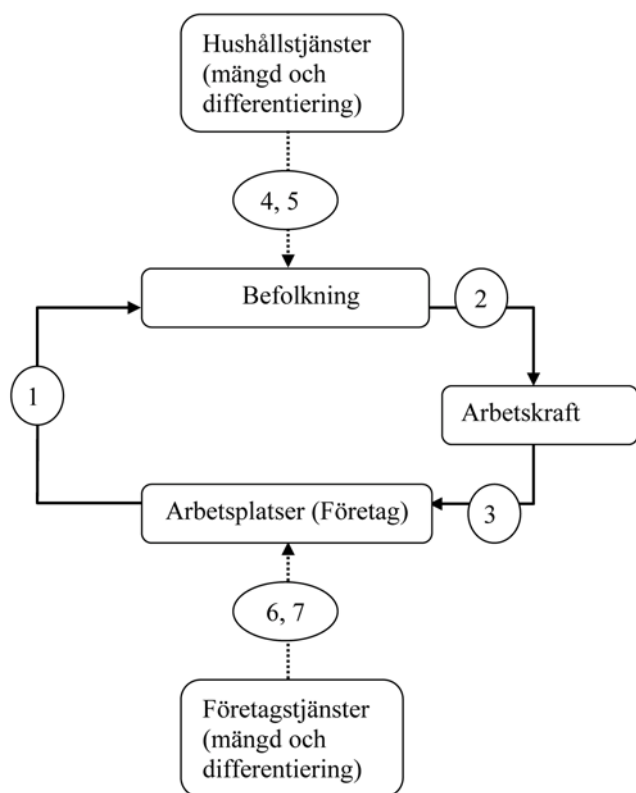 Hushållstjänster
(mängd och
differentiering)
4, 5
Befolkning
2
1
Arbetskraft
Arbetsplatser (Företag)
3
6, 7
Företagstjänster
(mängd och
differentiering)